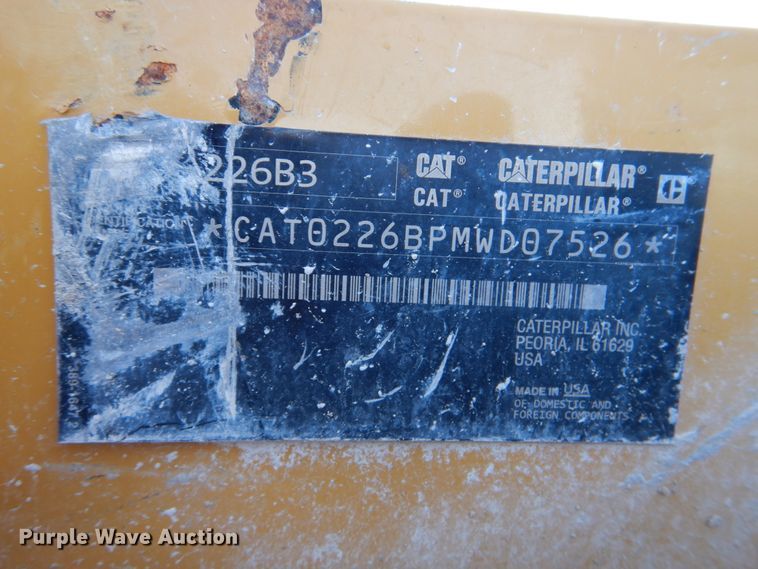 226B3
CAT® CATERPILLAR®
CAT® CATERPILLAR®
*CAT0226BPMWD07526*
CATERPILLAR INC.
PEORIA, IL 61629
USA
MADE IN USA
OF DOMESTIC AND
FOREIGN COMPONENTS
Purple Wave Auction